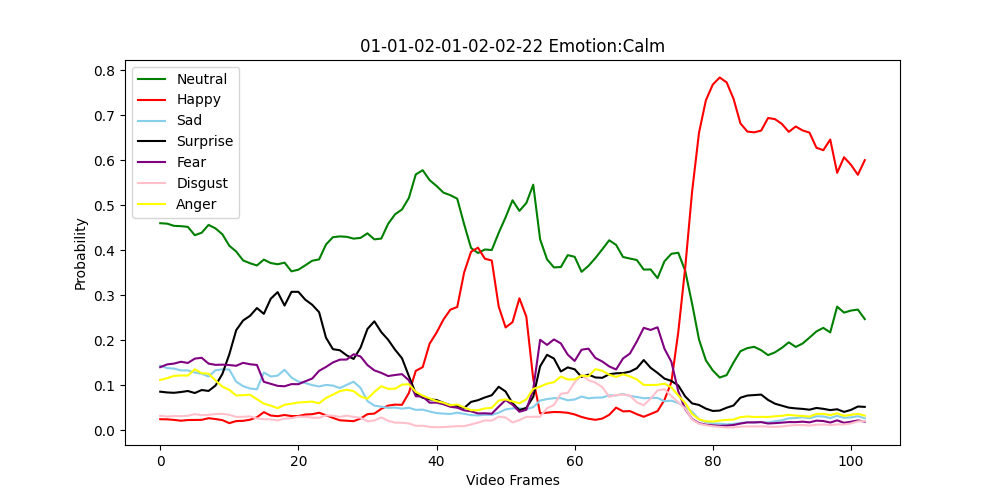 01-01-02-01-02-02-22 Emotion:Calm
Probability
0.8
0.7
0.6
0.5
0.4
0.3
0.2
0.1
0.0
Neutral
Happy
Sad
Surprise
Fear
Disgust
Anger
0 20 40 60 80 100
Video Frames